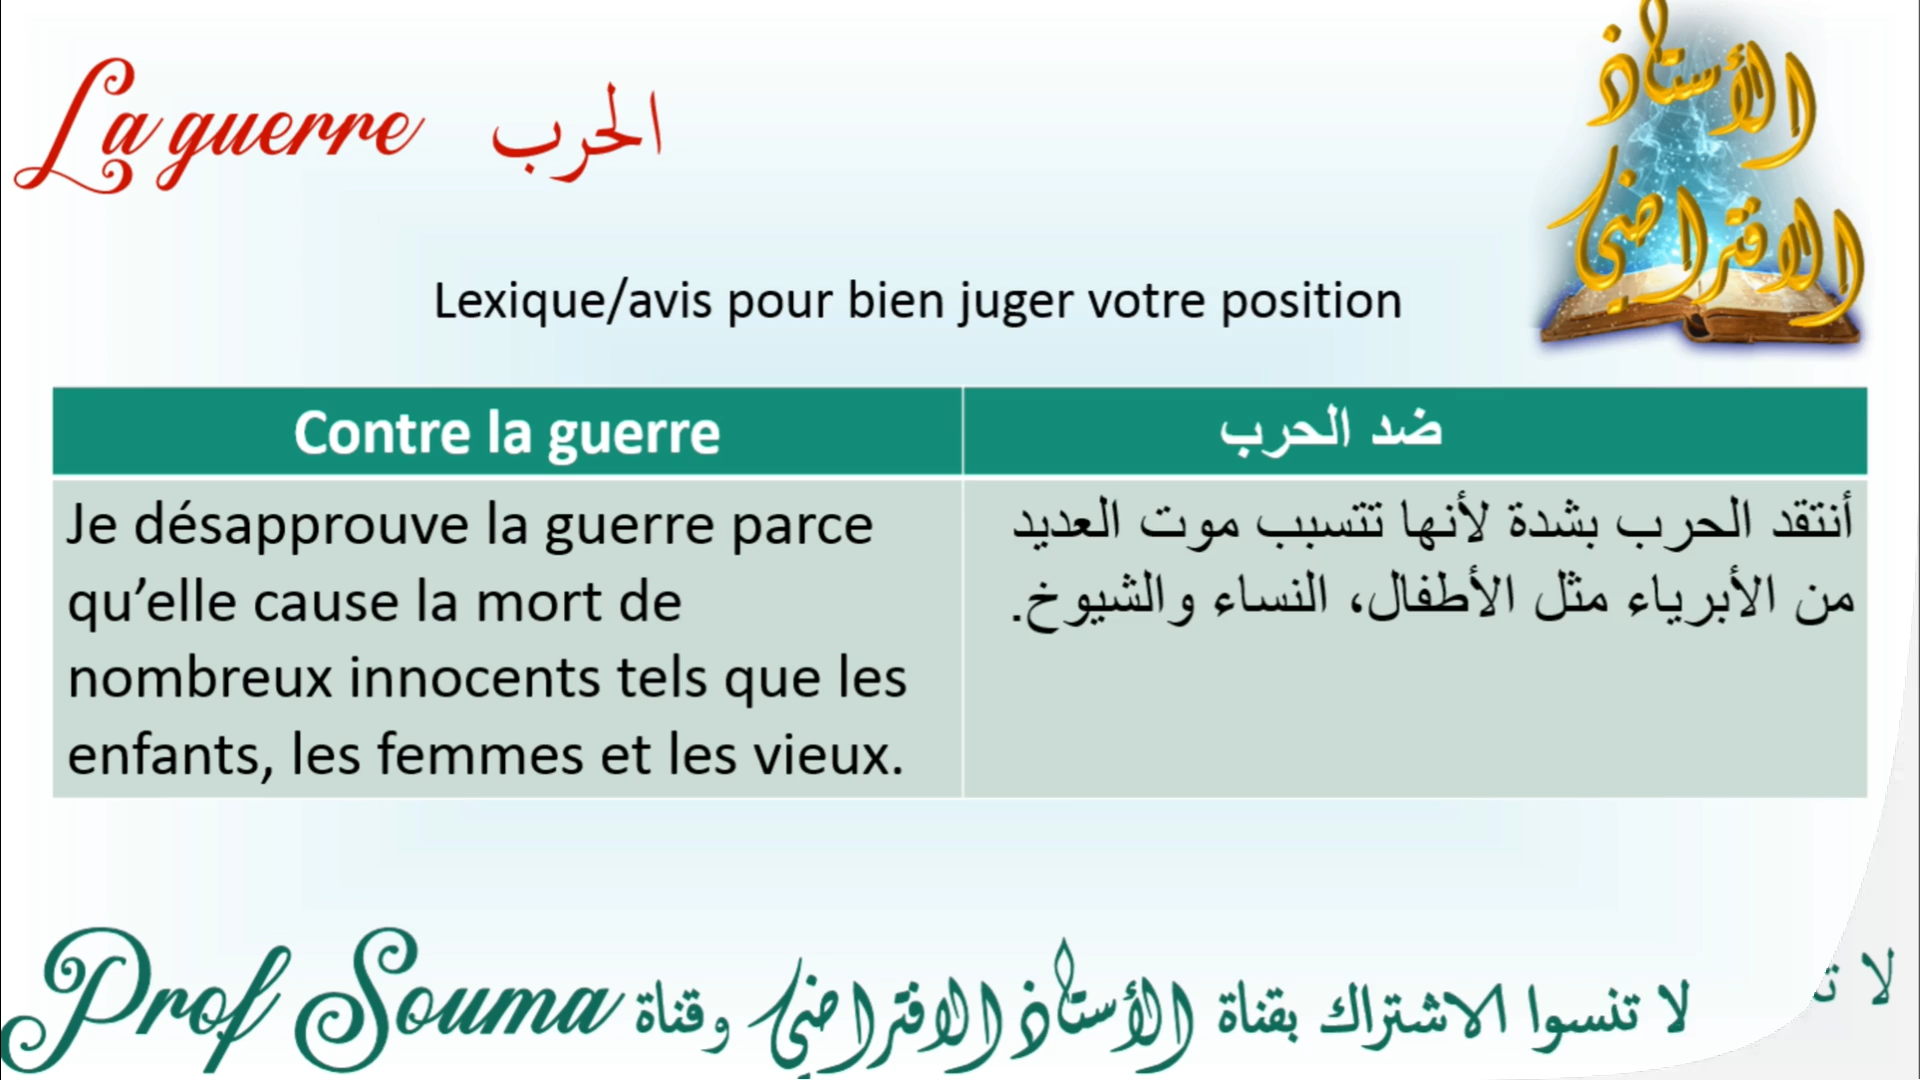 La guerre الحرب
الأستاذ
الافتراضي
Lexique/avis pour bien juger votre position
Contre la guerre
ضد الحرب
Je désapprouve la guerre parce
qu’elle cause la mort de
nombreux innocents tels que les
enfants, les femmes et les vieux.
أنتقد الحرب بشدة لأنها تتسبب موت العديد
من الأبرياء مثل الأطفال، النساء والشيوخ.
لا تنسوا الاشتراك بقناة الأستاذ الافتراضي وقناة Prof Souma
لا ت